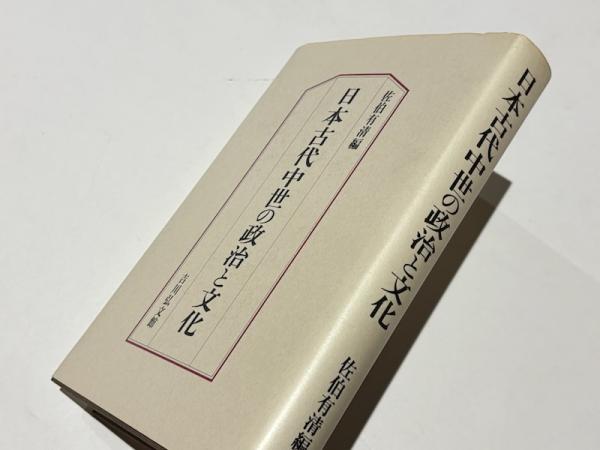 佐伯有清編
日本古代中世の政治と文化
吉川弘文館
日本古代中世の政治と文化
佐伯有清編